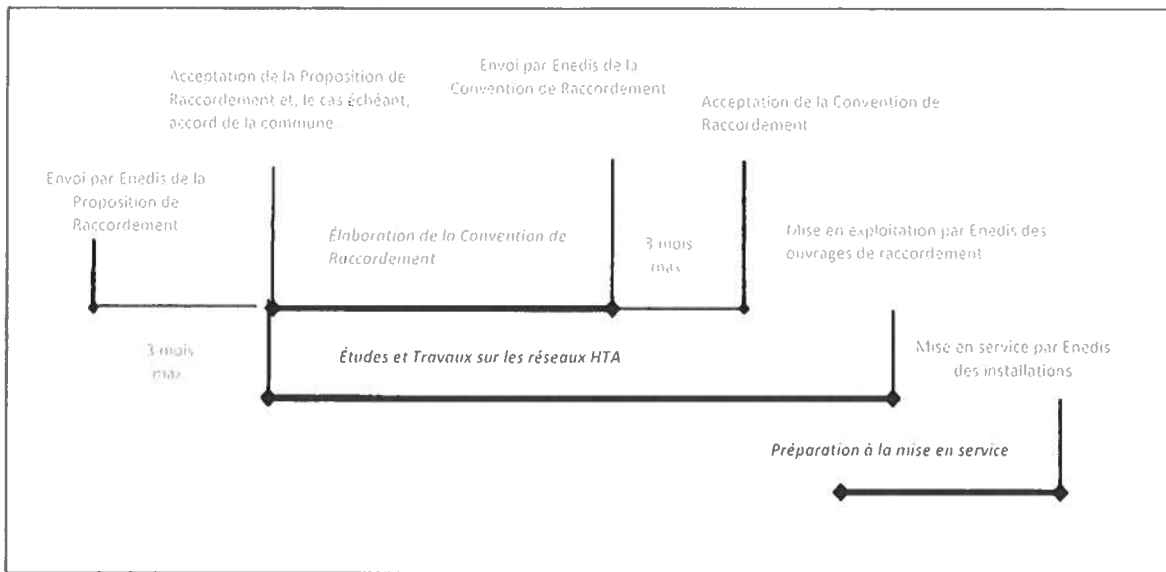 Envoi par Enedis de la
Proposition de
Raccordement
3 mois
max.
Acceptation de la Proposition de
Raccordement et, le cas échéant,
accord de la commune
Élaboration de la Convention de
Raccordement
Envoi par Enedis de la
Convention de Raccordement
3 mois
max.
Acceptation de la Convention de
Raccordement
Études et Travaux sur les réseaux HTA
Mise en exploitation par Enedis des
ouvrages de raccordement
Préparation à la mise en service
Mise en service par Enedis
des installations